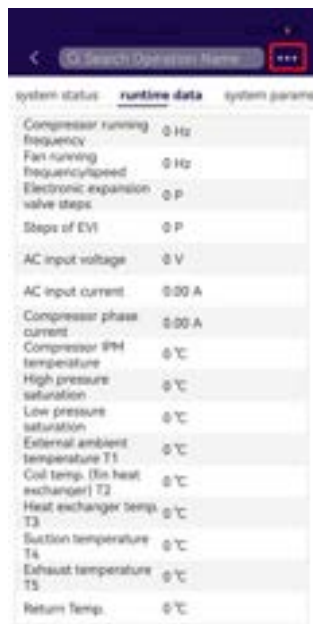 Search Operation Name
system status runtime data system params
Compressor running
frequency
0 Hz
Fan running
frequency/speed
0 Hz
Electronic expansion
valve steps
0 P
Steps of EVI 0 P
AC input voltage 0 V
AC input current 0.00 A
Compressor phase
current
0.00 A
Compressor IPM
temperature
0 ℃
High pressure
saturation
0 ℃
Low pressure
saturation
0 ℃
External ambient
temperature T1
0 ℃
Coil temp. (fin heat
exchanger) T2
0 ℃
Heat exchanger temp.
T3
0 ℃
Suction temperature
T4
0 ℃
Exhaust temperature
T5
0 ℃
Return Temp. 0 ℃